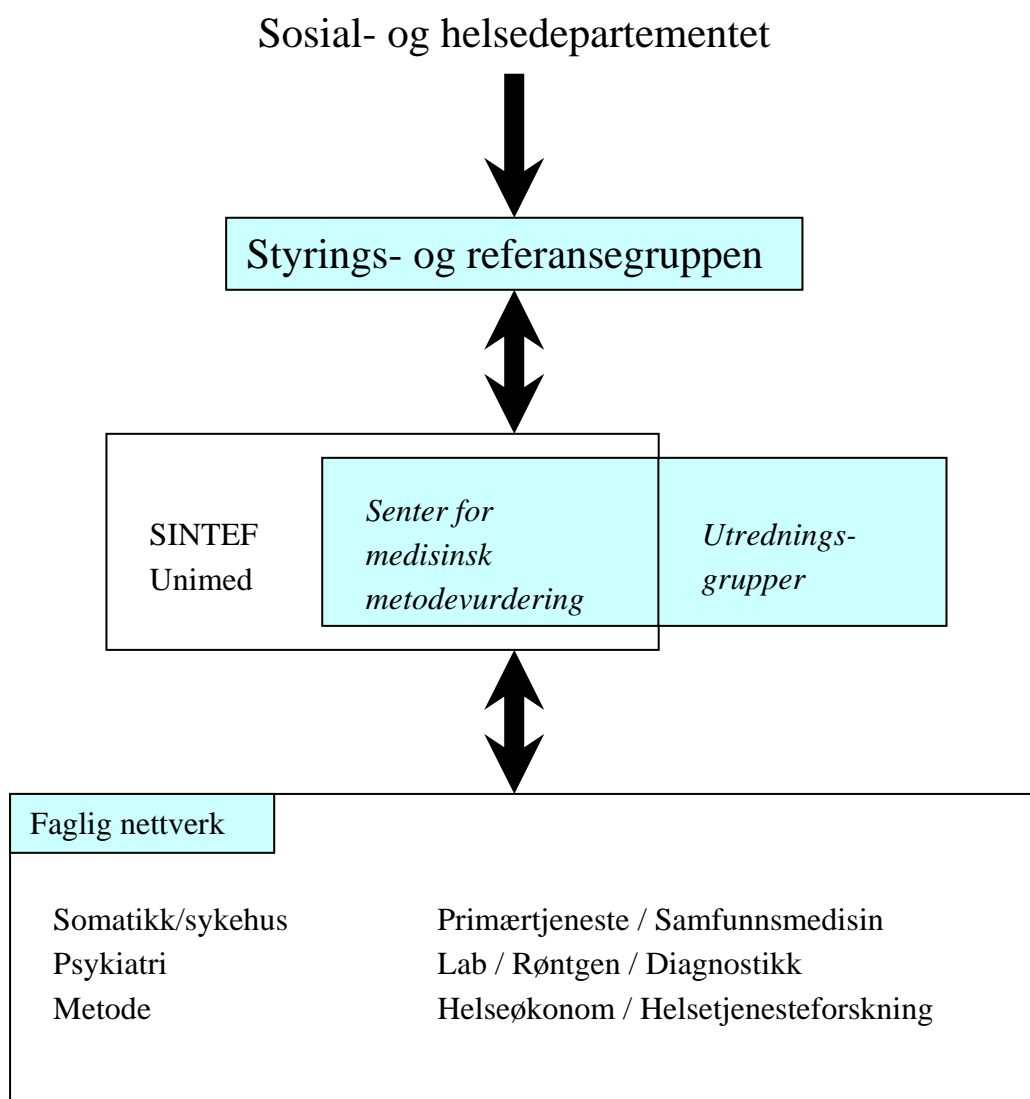 Sosial- og helsedepartementet
Styrings- og referansegruppen
SINTEF
Unimed
Senter for
medisinsk
metodevurdering
Utrednings-
grupper
Faglig nettverk
Somatikk/sykehus
Psykiatri
Metode
Primærtjeneste / Samfunnsmedisin
Lab / Røntgen / Diagnostikk
Helseøkonom / Helsetjenesteforskning